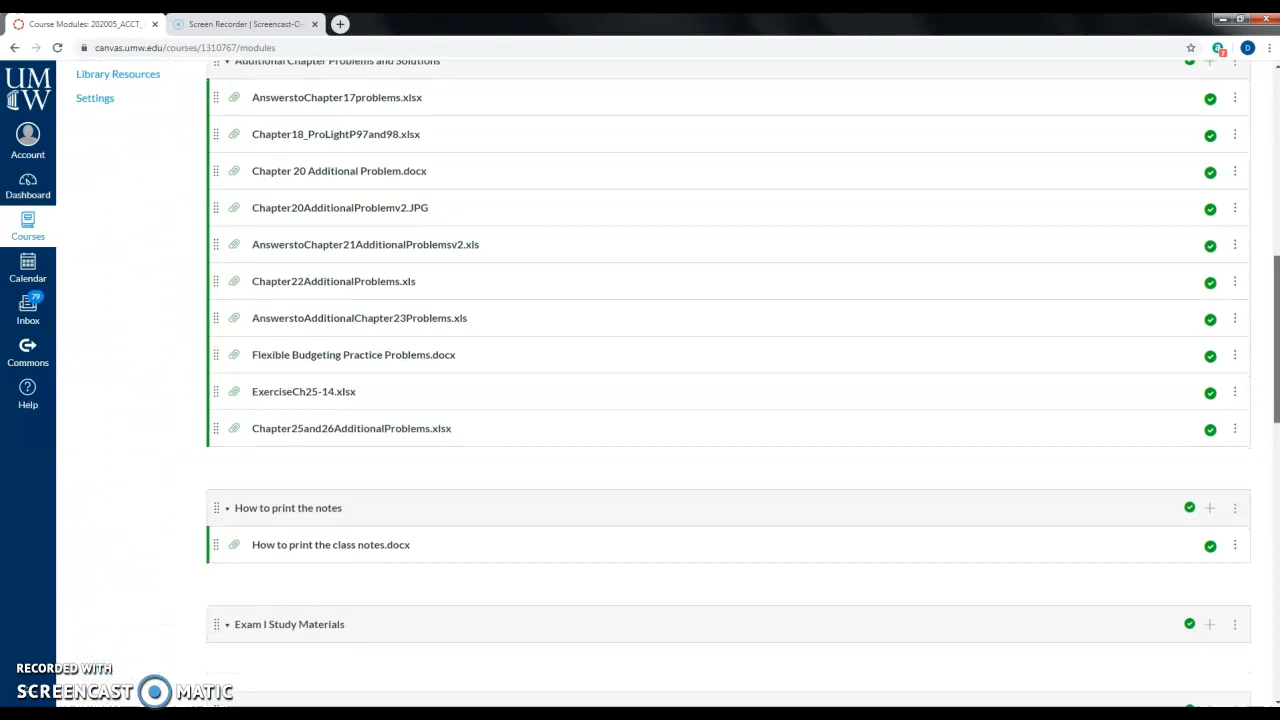 Course Modules: 202005_ACCT_
Screen Recorder | Screencast-O-
canvas.umw.edu/courses/1310767/modules
7
D
UMW
Account
Dashboard
Courses
Calendar
79
Inbox
Commons
Help
Library Resources
Settings
Additional Chapter Problems and Solutions
AnswerstoChapter17problems.xlsx
Chapter18_ProLightP97and98.xlsx
Chapter 20 Additional Problem.docx
Chapter20AdditionalProblemv2.JPG
AnswerstoChapter21AdditionalProblemsv2.xls
Chapter22AdditionalProblems.xls
AnswerstoAdditionalChapter23Problems.xls
Flexible Budgeting Practice Problems.docx
ExerciseCh25-14.xlsx
Chapter25and26AdditionalProblems.xlsx
How to print the notes
How to print the class notes.docx
Exam I Study Materials
RECORDED WITH
SCREENCAST MATIC